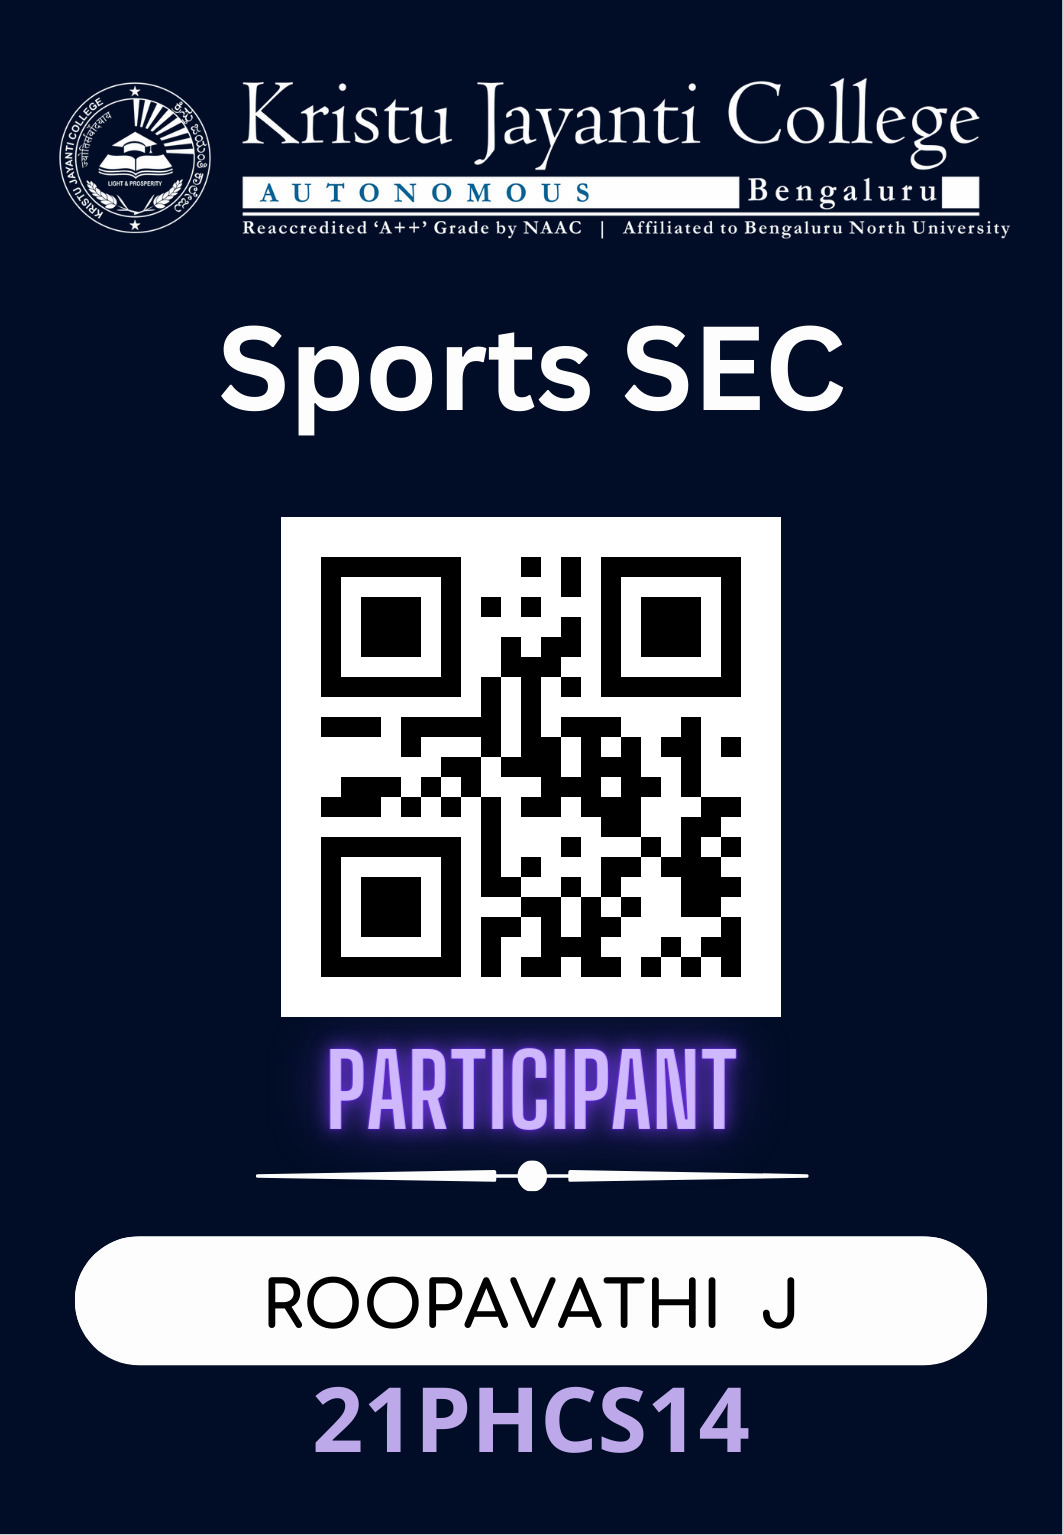 Kristu Jayanti College
AUTONOMOUS Bengaluru
Reaccredited ‘A++’ Grade by NAAC | Affiliated to Bengaluru North University
KRISTU JAYANTI COLLEGE
LIGHT & PROSPERITY
Sports SEC
PARTICIPANT
ROOPAVATHI J
21PHCS14